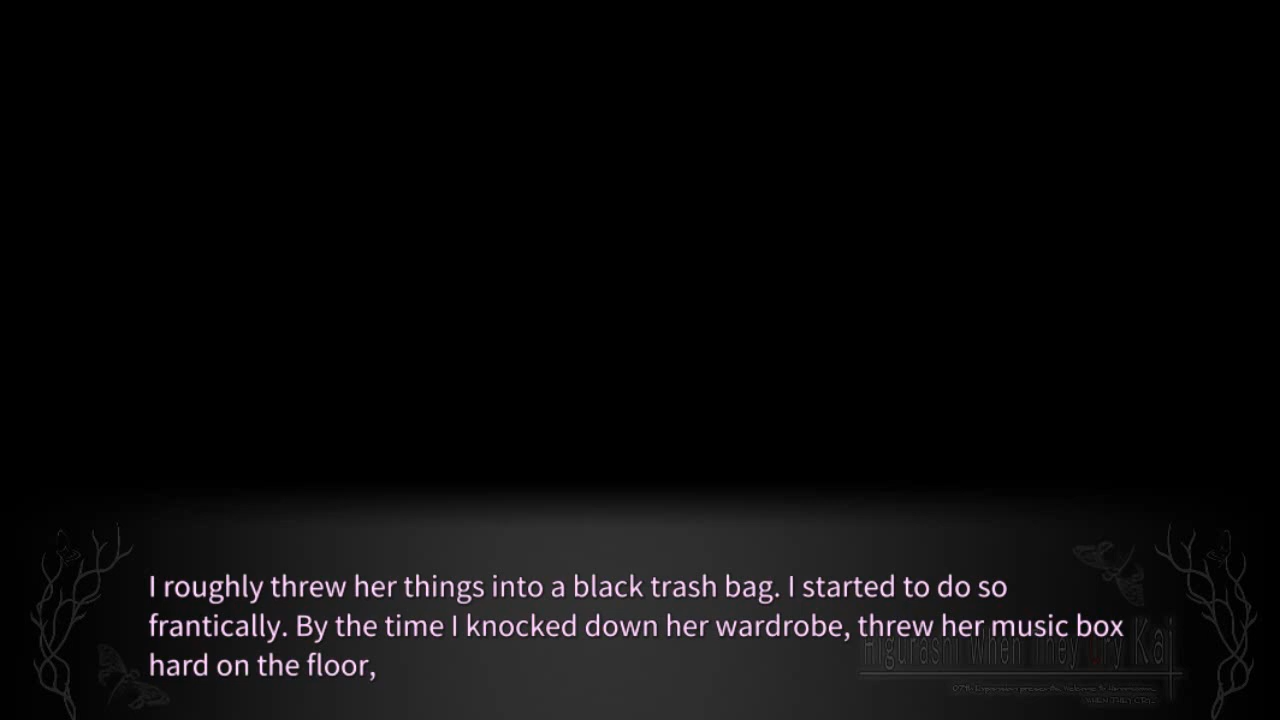 I roughly threw her things into a black trash bag. I started to do so
frantically. By the time I knocked down her wardrobe, threw her music box
hard on the floor,
Higurashi When They Cry Kai